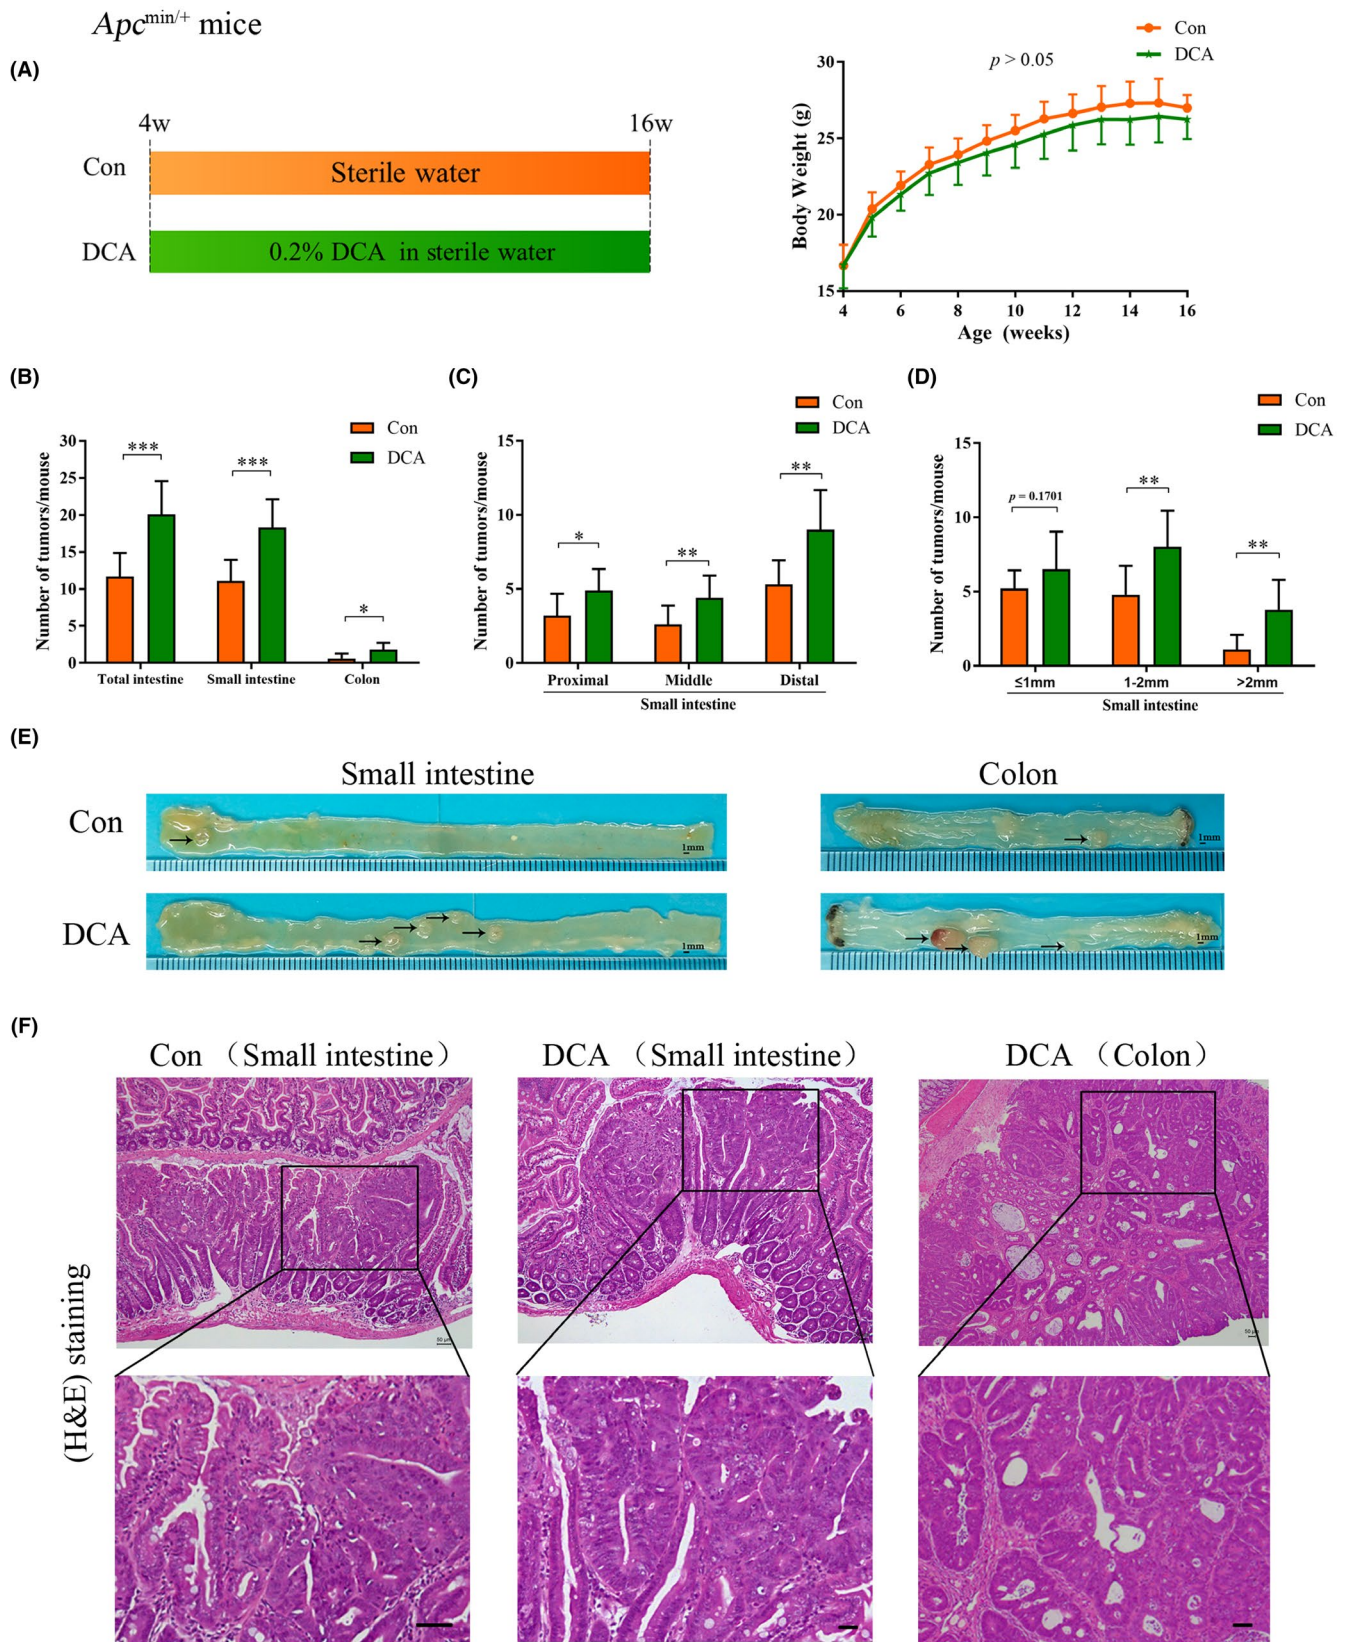 Apcmin/+ mice
(A)
4w 16w
Con Sterile water
DCA 0.2% DCA in sterile water
Con
DCA
p > 0.05
Body Weight (g)
30
25
20
15
4 6 8 10 12 14 16
Age (weeks)
(B)
Con
DCA
Number of tumors/mouse
30
25
20
15
10
5
0
*** *** *
Total intestine Small intestine Colon
(C)
Con
DCA
Number of tumors/mouse
15
10
5
0
* ** **
Proximal Middle Distal
Small intestine
(D)
Con
DCA
Number of tumors/mouse
15
10
5
0
p = 0.1701 ** **
≤1mm 1-2mm >2mm
Small intestine
(E)
Small intestine Colon
Con
1mm 1mm
DCA
1mm 1mm
(F)
Con （Small intestine） DCA （Small intestine） DCA （Colon）
(H&E) staining
50 μm
50 μm